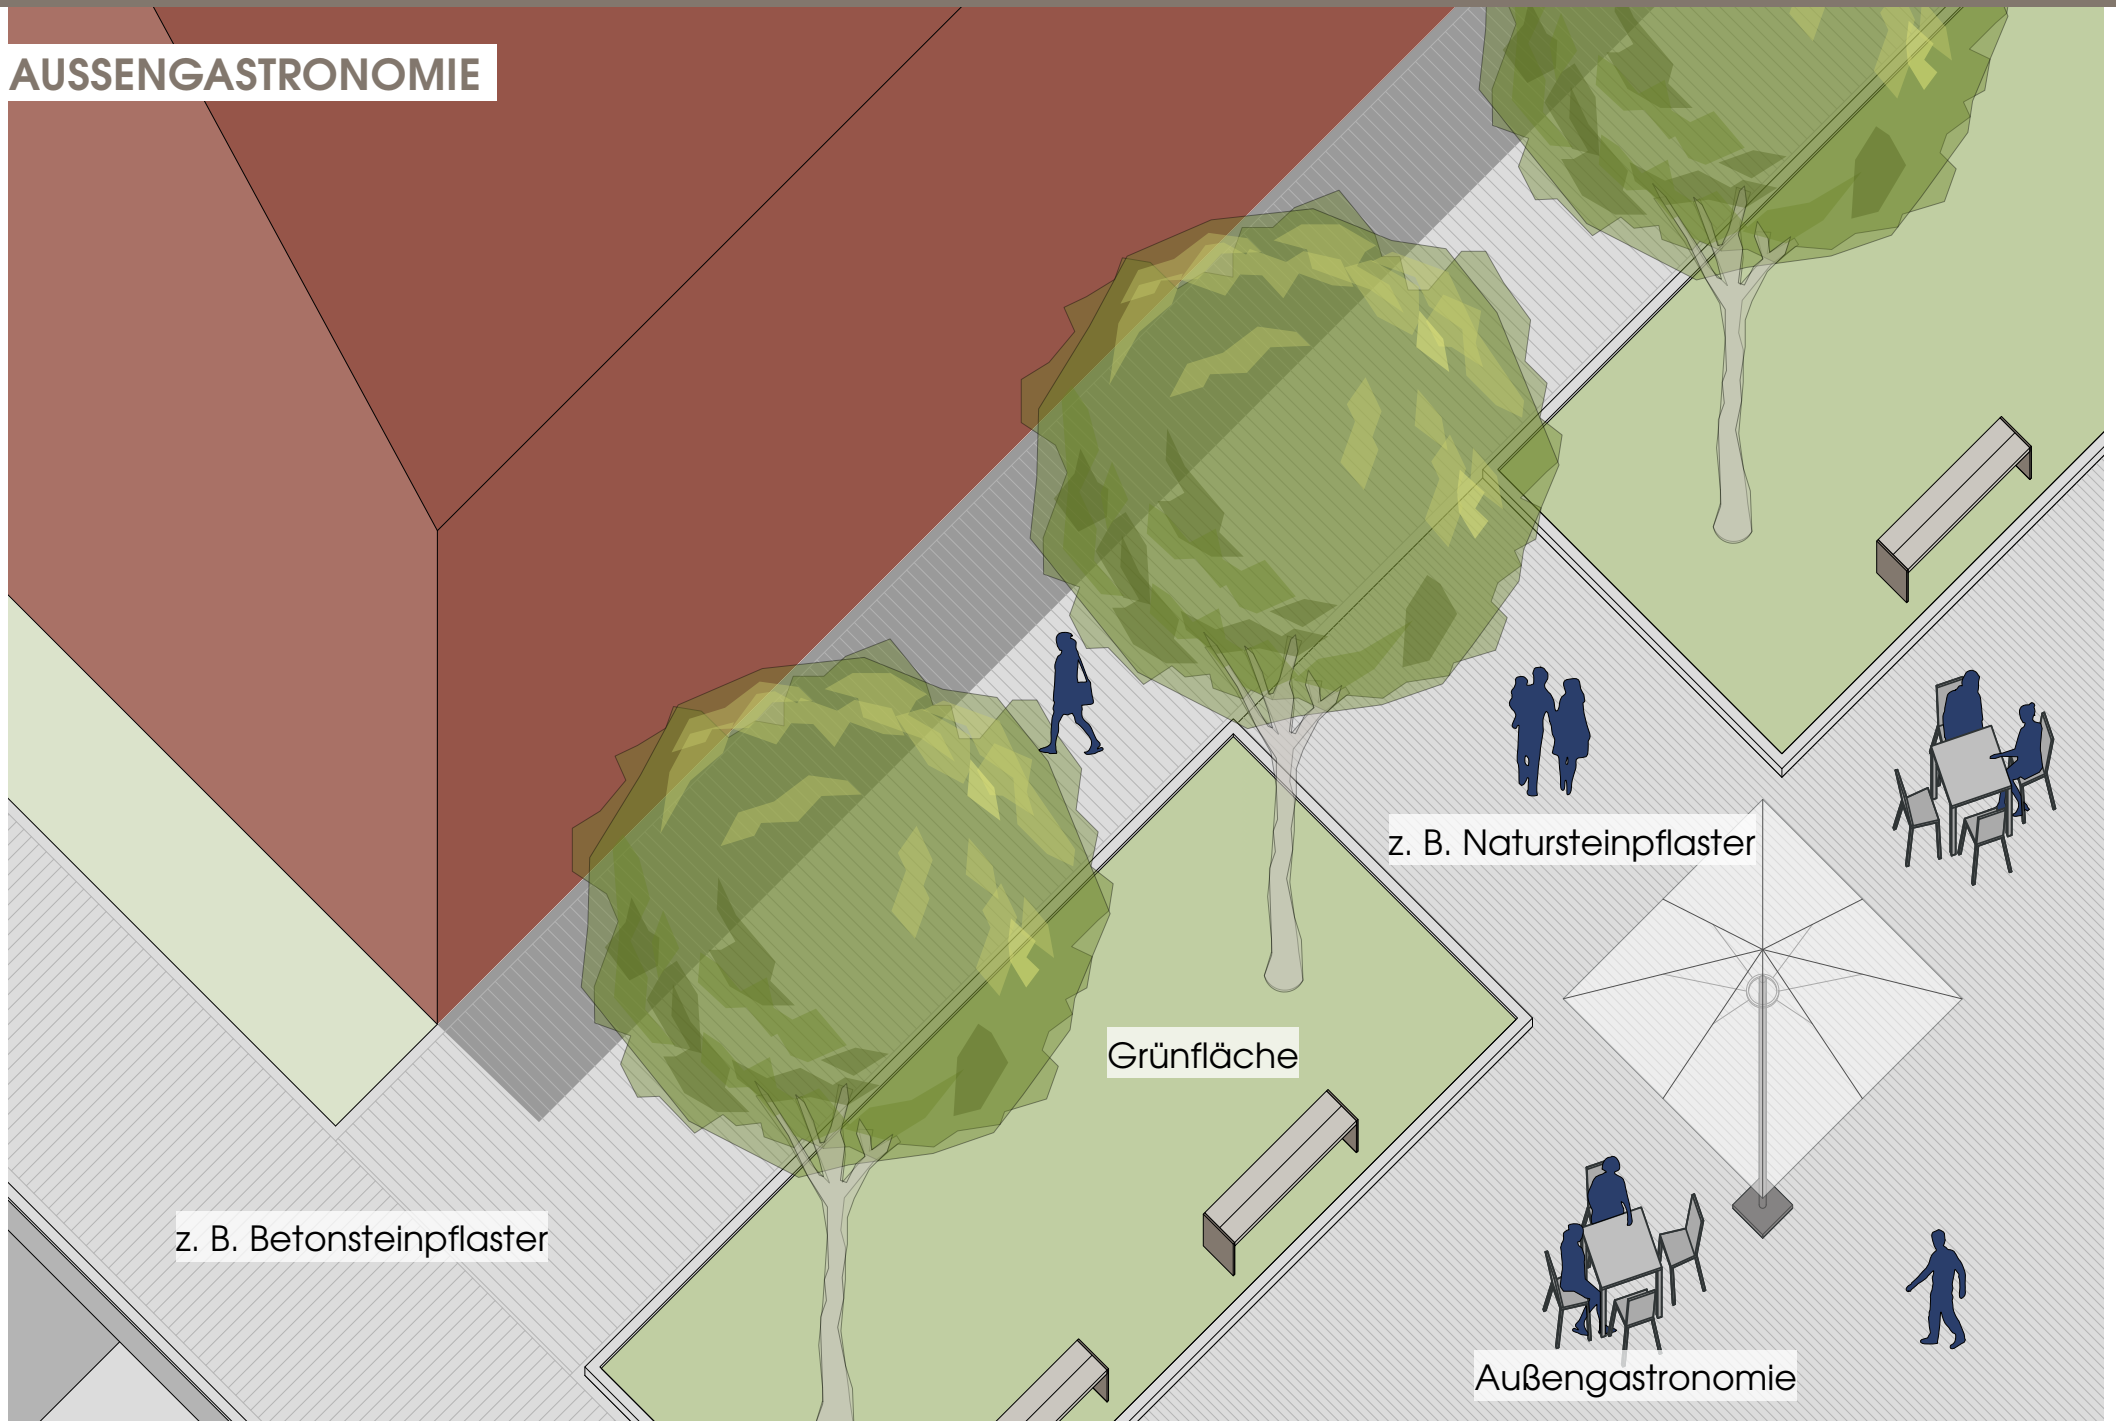 AUSSENGASTRONOMIE
z. B. Natursteinpflaster
Grünfläche
z. B. Betonsteinpflaster
Außengastronomie